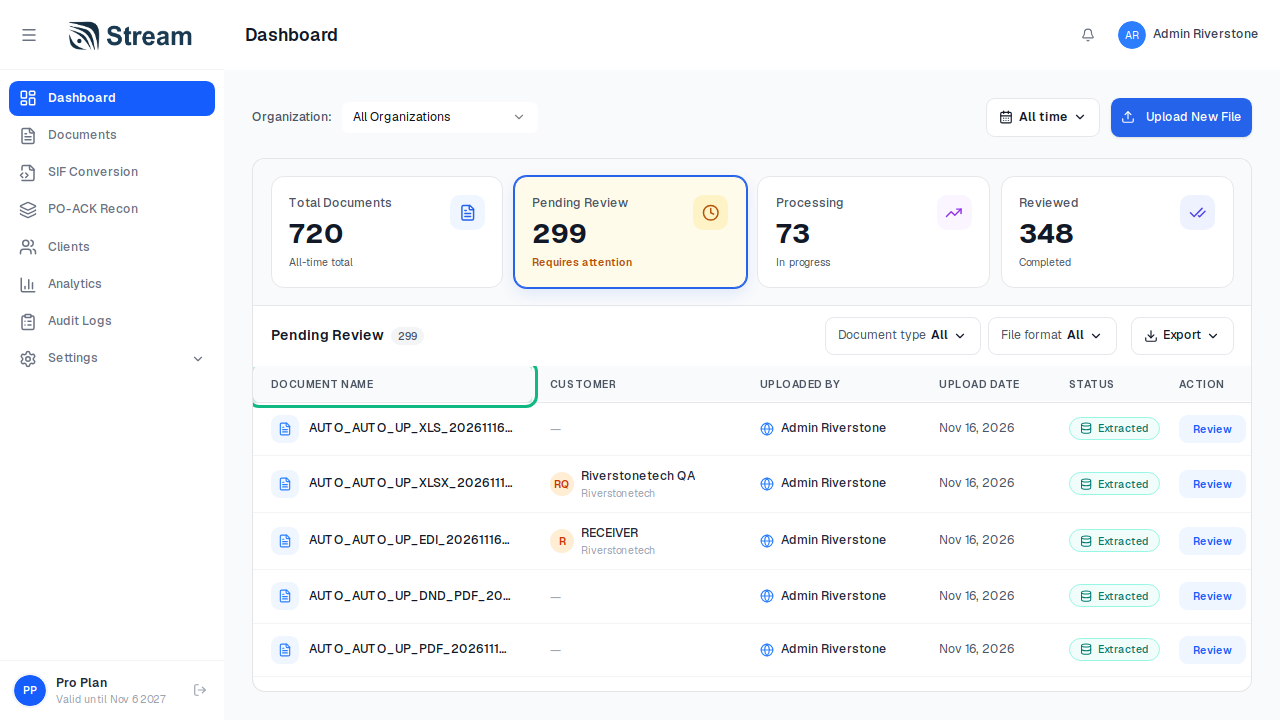 Stream
Dashboard
AR
Admin Riverstone
Dashboard
Documents
SIF Conversion
PO-ACK Recon
Clients
Analytics
Audit Logs
Settings
PP
Pro Plan
Valid until Nov 6 2027
Organization:
All Organizations
All time
Upload New File
Total Documents
720
All-time total
Pending Review
299
Requires attention
Processing
73
In progress
Reviewed
348
Completed
Pending Review 299
Document type All
File format All
Export
DOCUMENT NAME CUSTOMER UPLOADED BY UPLOAD DATE STATUS ACTION
AUTO_AUTO_UP_XLS_20261116... — Admin Riverstone Nov 16, 2026 Extracted Review
AUTO_AUTO_UP_XLSX_2026111... RQ Riverstonetech QA Admin Riverstone Nov 16, 2026 Extracted Review
Riverstonetech
AUTO_AUTO_UP_EDI_20261116... R RECEIVER Admin Riverstone Nov 16, 2026 Extracted Review
Riverstonetech
AUTO_AUTO_UP_DND_PDF_20... — Admin Riverstone Nov 16, 2026 Extracted Review
AUTO_AUTO_UP_PDF_2026111... — Admin Riverstone Nov 16, 2026 Extracted Review